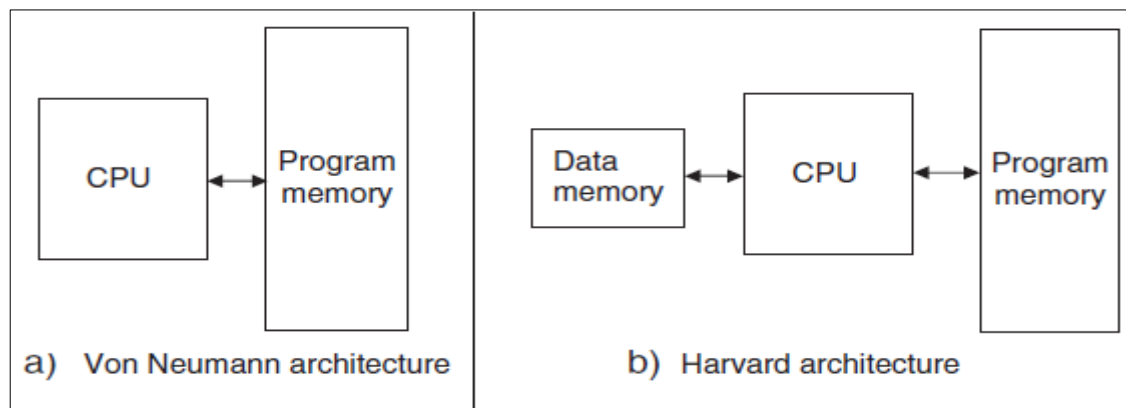 CPU
Program
memory
a) Von Neumann architecture
Data
memory
CPU
Program
memory
b) Harvard architecture